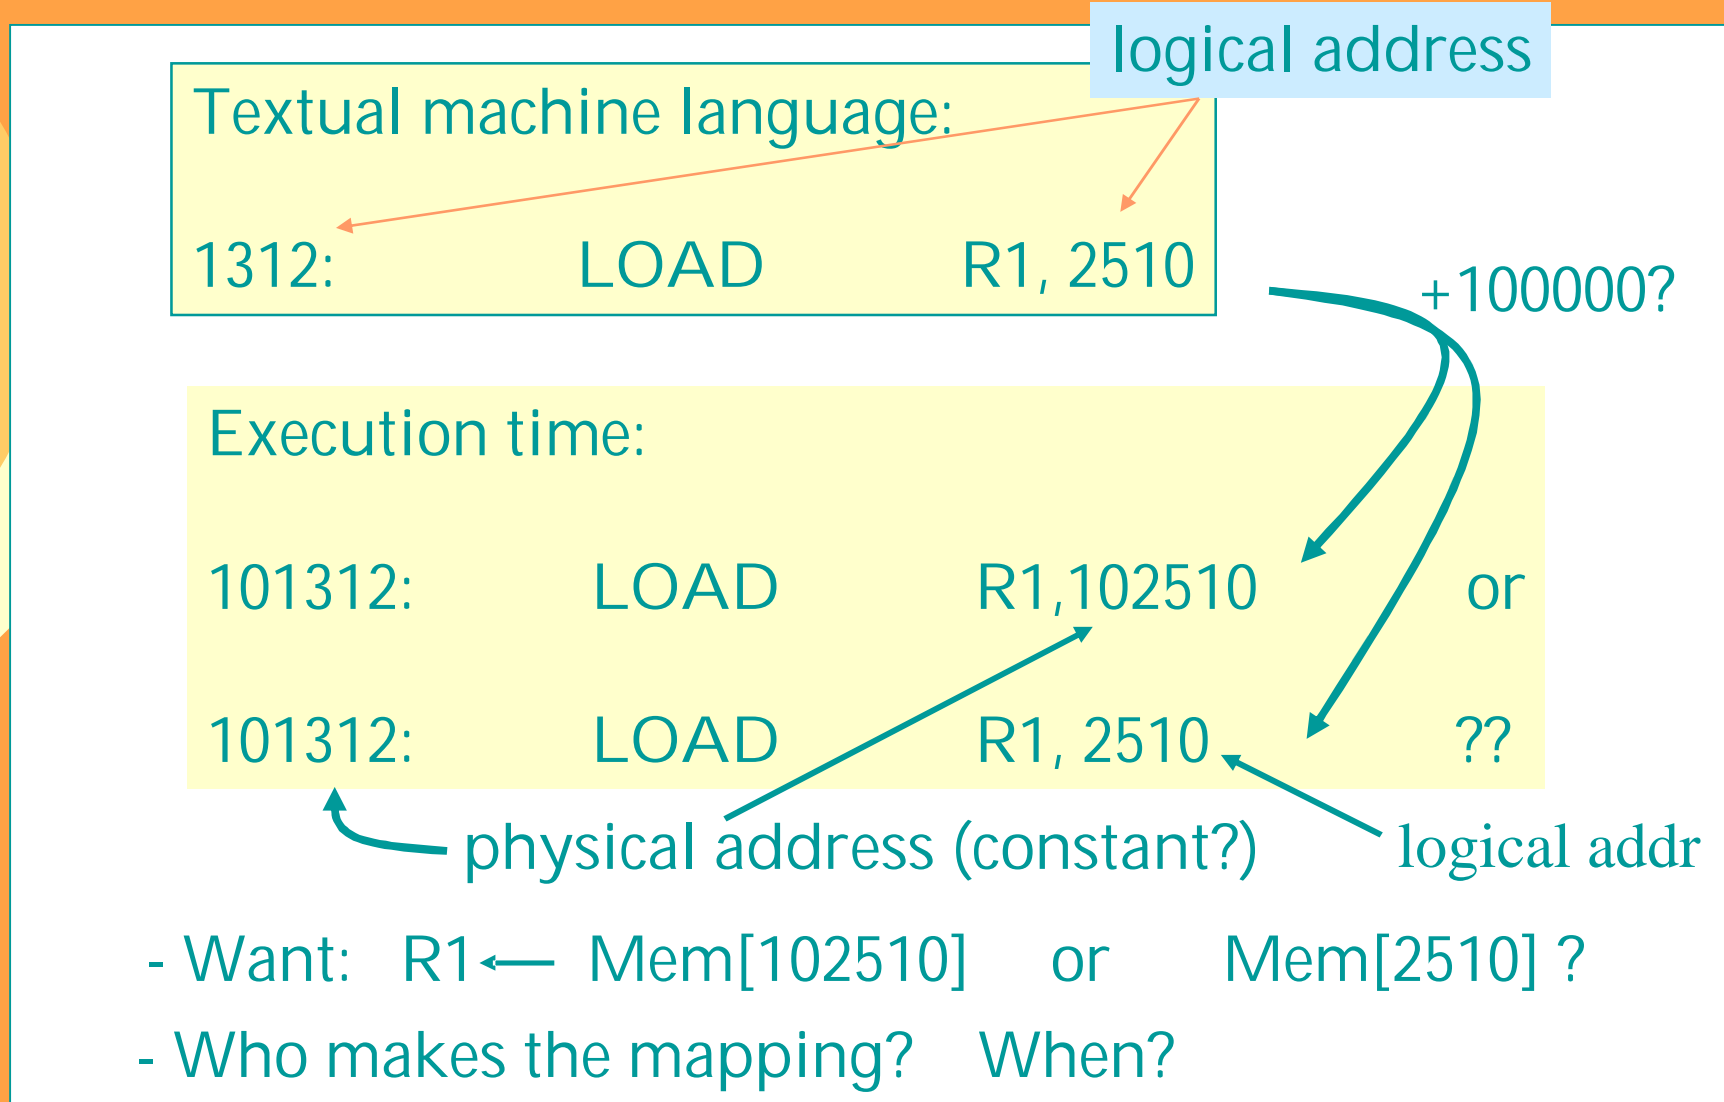 logical address
Textual machine language:
1312: LOAD R1, 2510
+100000?
Execution time:
101312: LOAD R1,102510 or
101312: LOAD R1, 2510 ??
physical address (constant?) logical addr
- Want: R1 ← Mem[102510] or Mem[2510] ?
- Who makes the mapping? When?